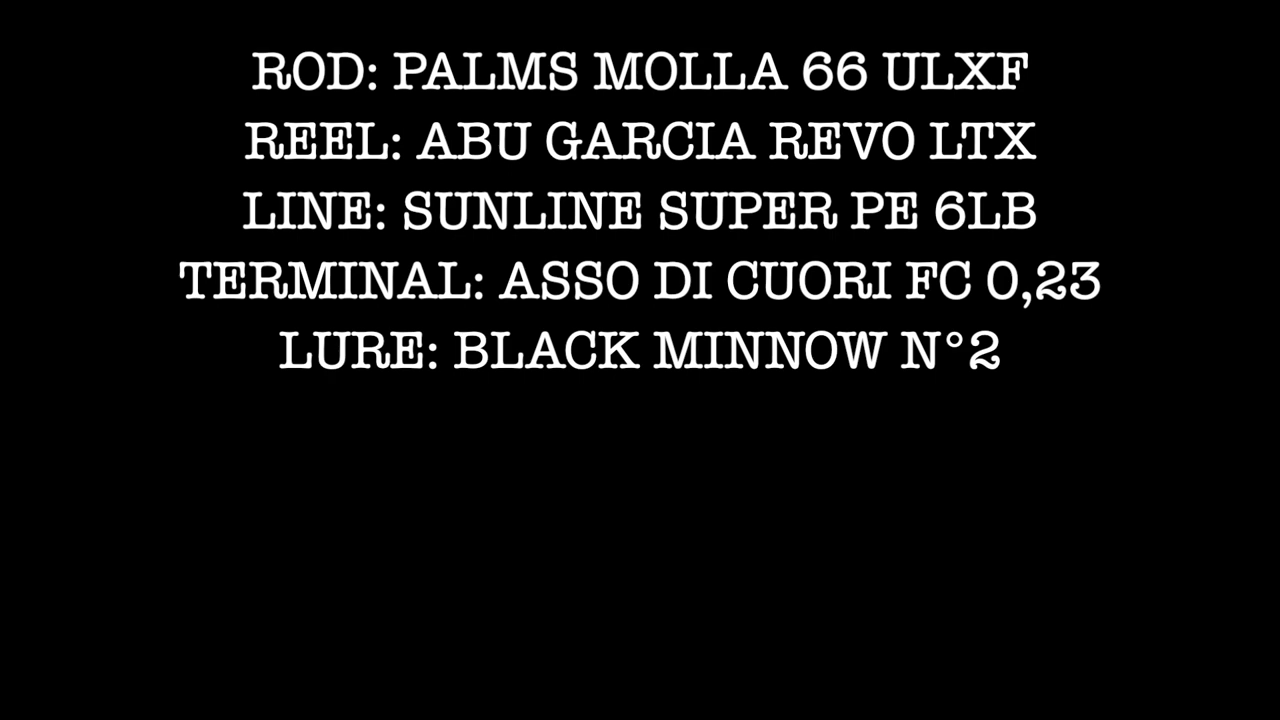 ROD: PALMS MOLLA 66 ULXF
REEL: ABU GARCIA REVO LTX
LINE: SUNLINE SUPER PE 6LB
TERMINAL: ASSO DI CUORI FC 0,23
LURE: BLACK MINNOW N°2